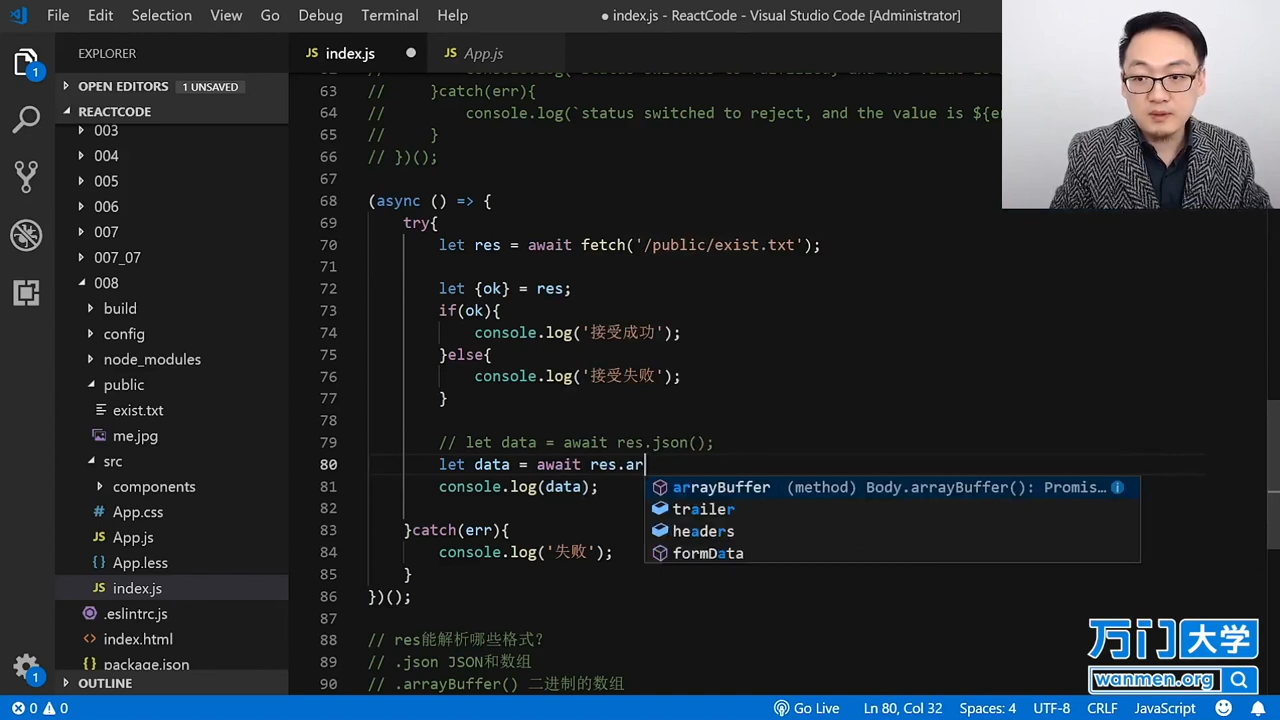 File Edit Selection View Go Debug Terminal Help
● index.js - ReactCode - Visual Studio Code [Administrator]
EXPLORER
JS index.js
JS App.js
OPEN EDITORS 1 UNSAVED
REACTCODE
003
004
005
006
007
007_07
008
build
config
node_modules
public
exist.txt
me.jpg
src
components
App.css
JS App.js
{} App.less
JS index.js
.eslintrc.js
index.html
package.json
OUTLINE
1
1
63 // }catch(err){
64 // console.log(`status switched to reject, and the value is ${er
65 // }
66 // })();
67
68 (async () => {
69 try{
70 let res = await fetch('/public/exist.txt');
71
72 let {ok} = res;
73 if(ok){
74 console.log('接受成功');
75 }else{
76 console.log('接受失败');
77 }
78
79 // let data = await res.json();
80 let data = await res.ar
81 console.log(data);
82
83 }catch(err){
84 console.log('失败');
85 }
86 })();
87
88 // res能解析哪些格式?
89 // .json JSON和数组
90 // .arrayBuffer() 二进制的数组
arrayBuffer (method) Body.arrayBuffer(): Promis…
trailer
headers
formData
万门大学
wanmen.org
0 0
Go Live Ln 80, Col 32 Spaces: 4 UTF-8 CRLF JavaScript